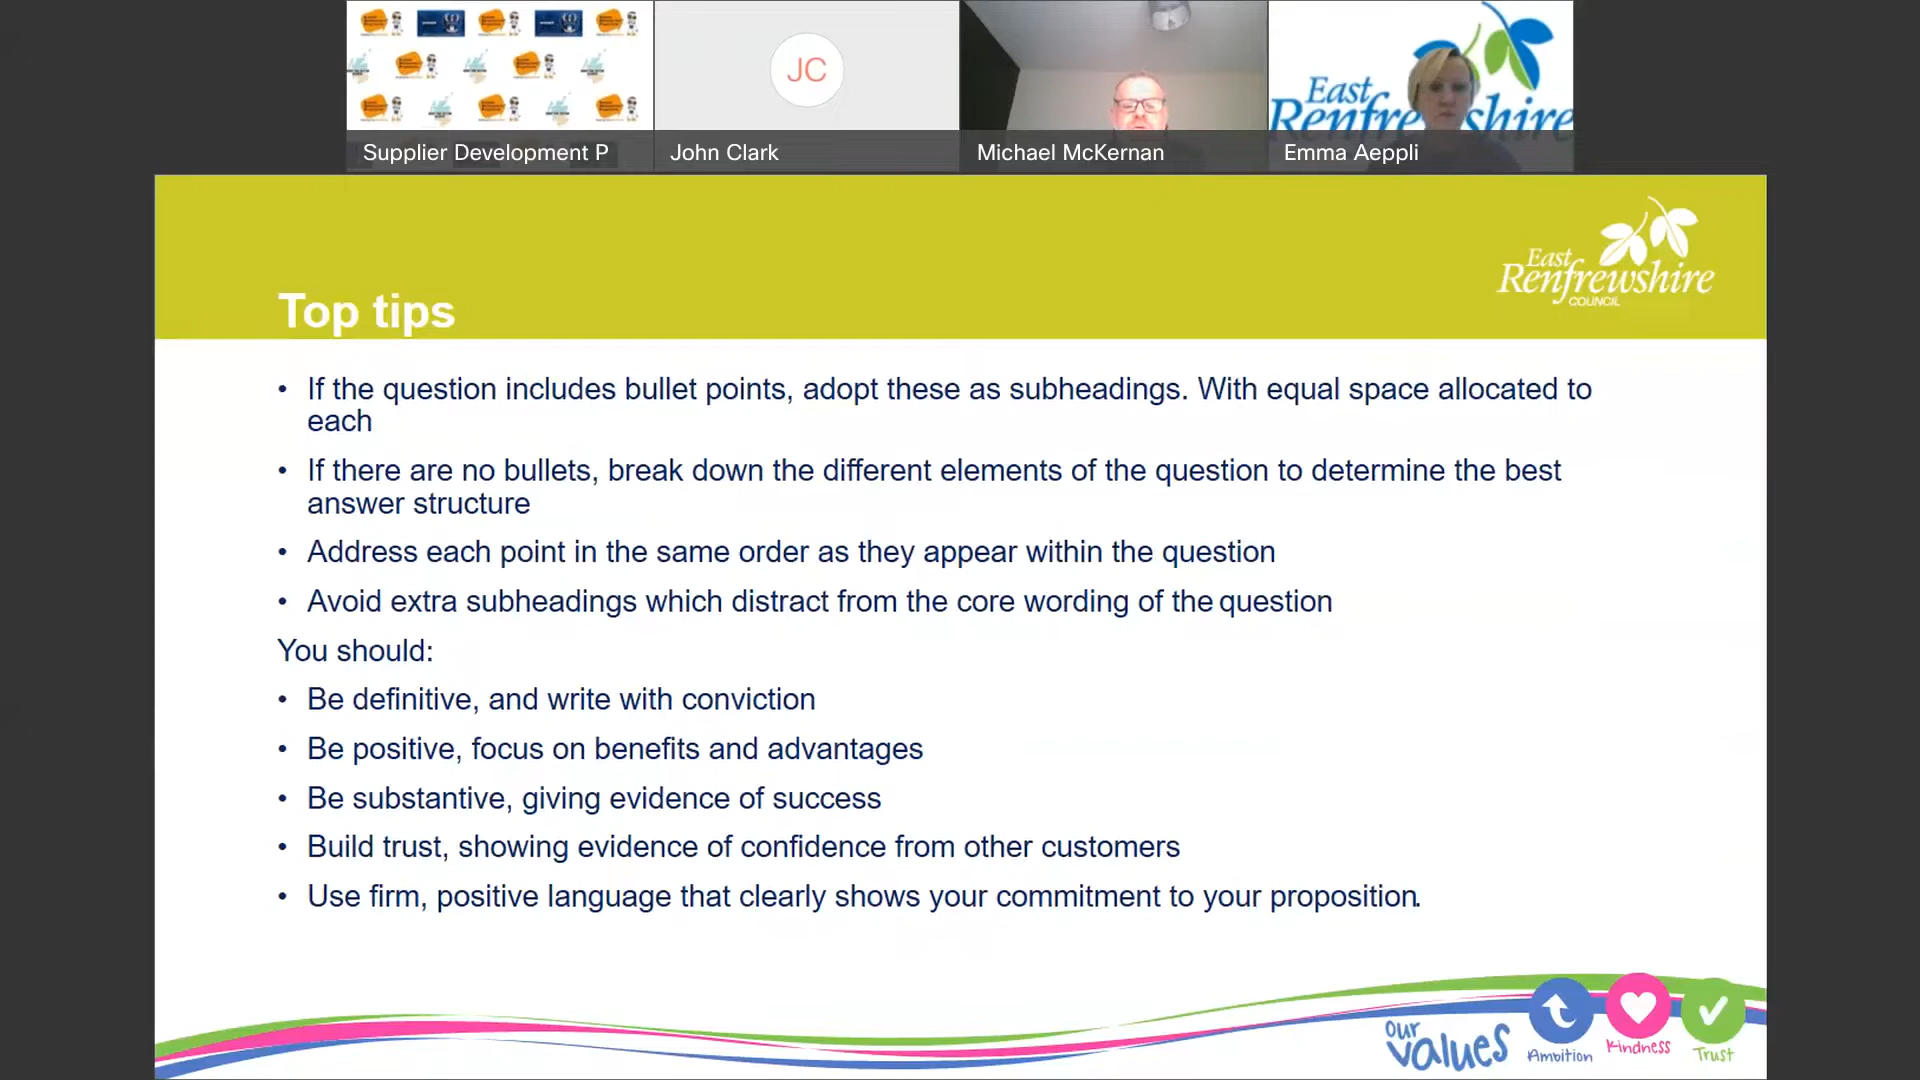 JC
Supplier Development P
John Clark
Michael McKernan
Emma Aeppli
East
Renfrewshire
East
Renfrewshire
COUNCIL
Top tips
• If the question includes bullet points, adopt these as subheadings. With equal space allocated to
each
• If there are no bullets, break down the different elements of the question to determine the best
answer structure
• Address each point in the same order as they appear within the question
• Avoid extra subheadings which distract from the core wording of the question
You should:
• Be definitive, and write with conviction
• Be positive, focus on benefits and advantages
• Be substantive, giving evidence of success
• Build trust, showing evidence of confidence from other customers
• Use firm, positive language that clearly shows your commitment to your proposition.
our
values
Ambition
Kindness
Trust